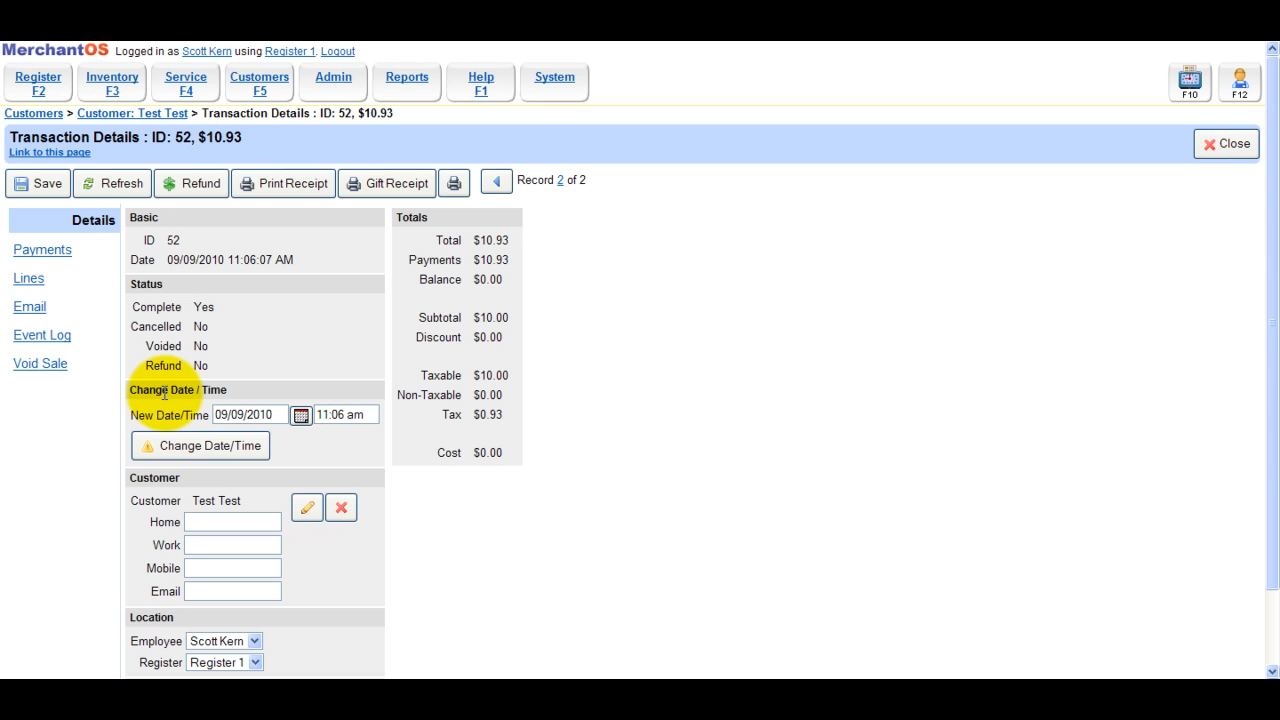 MerchantOS Logged in as Scott Kern using Register 1. Logout
Register F2 Inventory F3 Service F4 Customers F5 Admin Reports Help F1 System F10 F12
Customers > Customer: Test Test > Transaction Details : ID: 52, $10.93
Transaction Details : ID: 52, $10.93
Link to this page
Close
Save Refresh Refund Print Receipt Gift Receipt Record 2 of 2
Details
Payments
Lines
Email
Event Log
Void Sale
Basic
ID 52
Date 09/09/2010 11:06:07 AM
Status
Complete Yes
Cancelled No
Voided No
Refund No
Change Date / Time
New Date/Time 09/09/2010 11:06 am
Change Date/Time
Customer
Customer Test Test
Home
Work
Mobile
Email
Location
Employee Scott Kern
Register Register 1
Totals
Total $10.93
Payments $10.93
Balance $0.00
Subtotal $10.00
Discount $0.00
Taxable $10.00
Non-Taxable $0.00
Tax $0.93
Cost $0.00